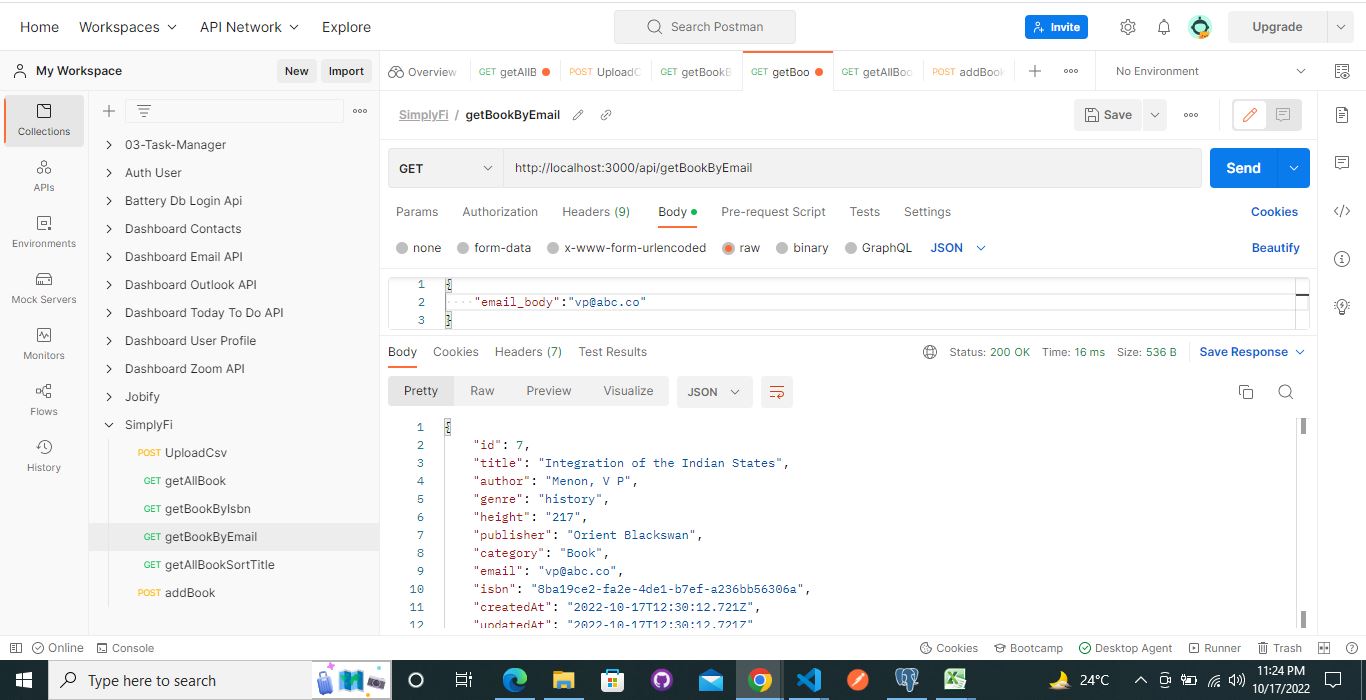 Home Workspaces API Network Explore Search Postman Invite Upgrade
My Workspace New Import Overview GET getAllB POST UploadC GET getBookB GET getBoo GET getAllBoo POST addBook No Environment
SimplyFi / getBookByEmail Save
Collections
APIs
Environments
Mock Servers
Monitors
Flows
History
03-Task-Manager
Auth User
Battery Db Login Api
Dashboard Contacts
Dashboard Email API
Dashboard Outlook API
Dashboard Today To Do API
Dashboard User Profile
Dashboard Zoom API
Jobify
SimplyFi
POST UploadCsv
GET getAllBook
GET getBookByIsbn
GET getBookByEmail
GET getAllBookSortTitle
POST addBook
GET http://localhost:3000/api/getBookByEmail Send
Params Authorization Headers (9) Body Pre-request Script Tests Settings Cookies
none form-data x-www-form-urlencoded raw binary GraphQL JSON Beautify
1 {
2 "email_body":"vp@abc.co"
3 }
Body Cookies Headers (7) Test Results Status: 200 OK Time: 16 ms Size: 536 B Save Response
Pretty Raw Preview Visualize JSON
1 {
2 "id": 7,
3 "title": "Integration of the Indian States",
4 "author": "Menon, V P",
5 "genre": "history",
6 "height": "217",
7 "publisher": "Orient Blackswan",
8 "category": "Book",
9 "email": "vp@abc.co",
10 "isbn": "8ba19ce2-fa2e-4de1-b7ef-a236bb56306a",
11 "createdAt": "2022-10-17T12:30:12.721Z",
12 "updatedAt": "2022-10-17T12:30:12.721Z"
Online Console Cookies Bootcamp Desktop Agent Runner Trash
Type here to search 24°C 11:24 PM
10/17/2022